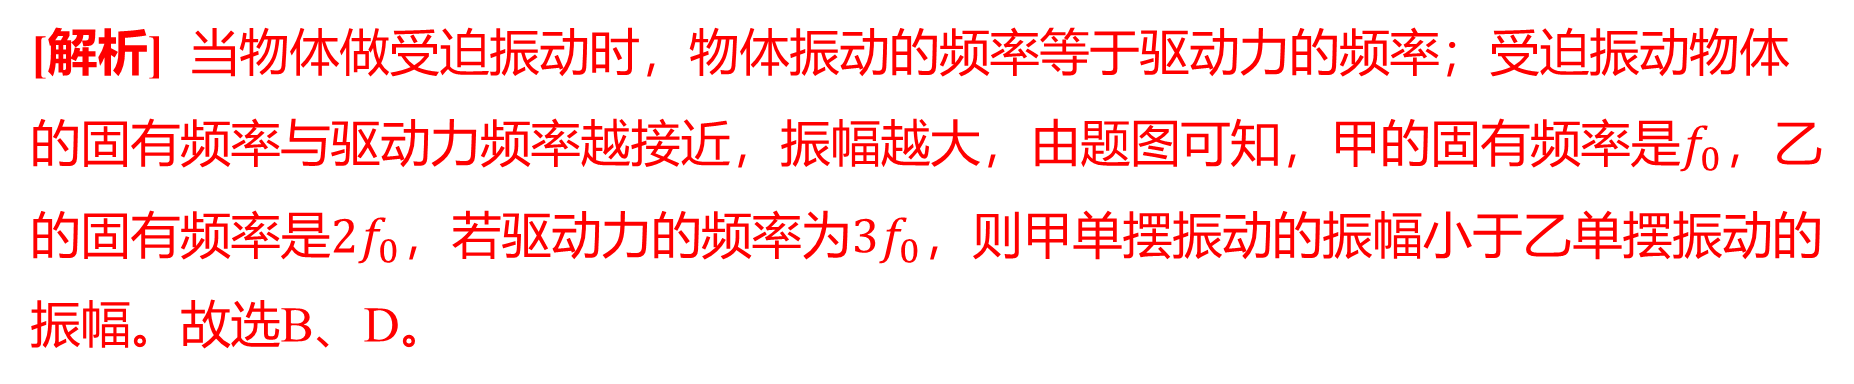 [解析] 当物体做受迫振动时，物体振动的频率等于驱动力的频率；受迫振动物体
的固有频率与驱动力频率越接近，振幅越大，由题图可知，甲的固有频率是f₀，乙
的固有频率是2f₀，若驱动力的频率为3f₀，则甲单摆振动的振幅小于乙单摆振动的
振幅。故选B、D。